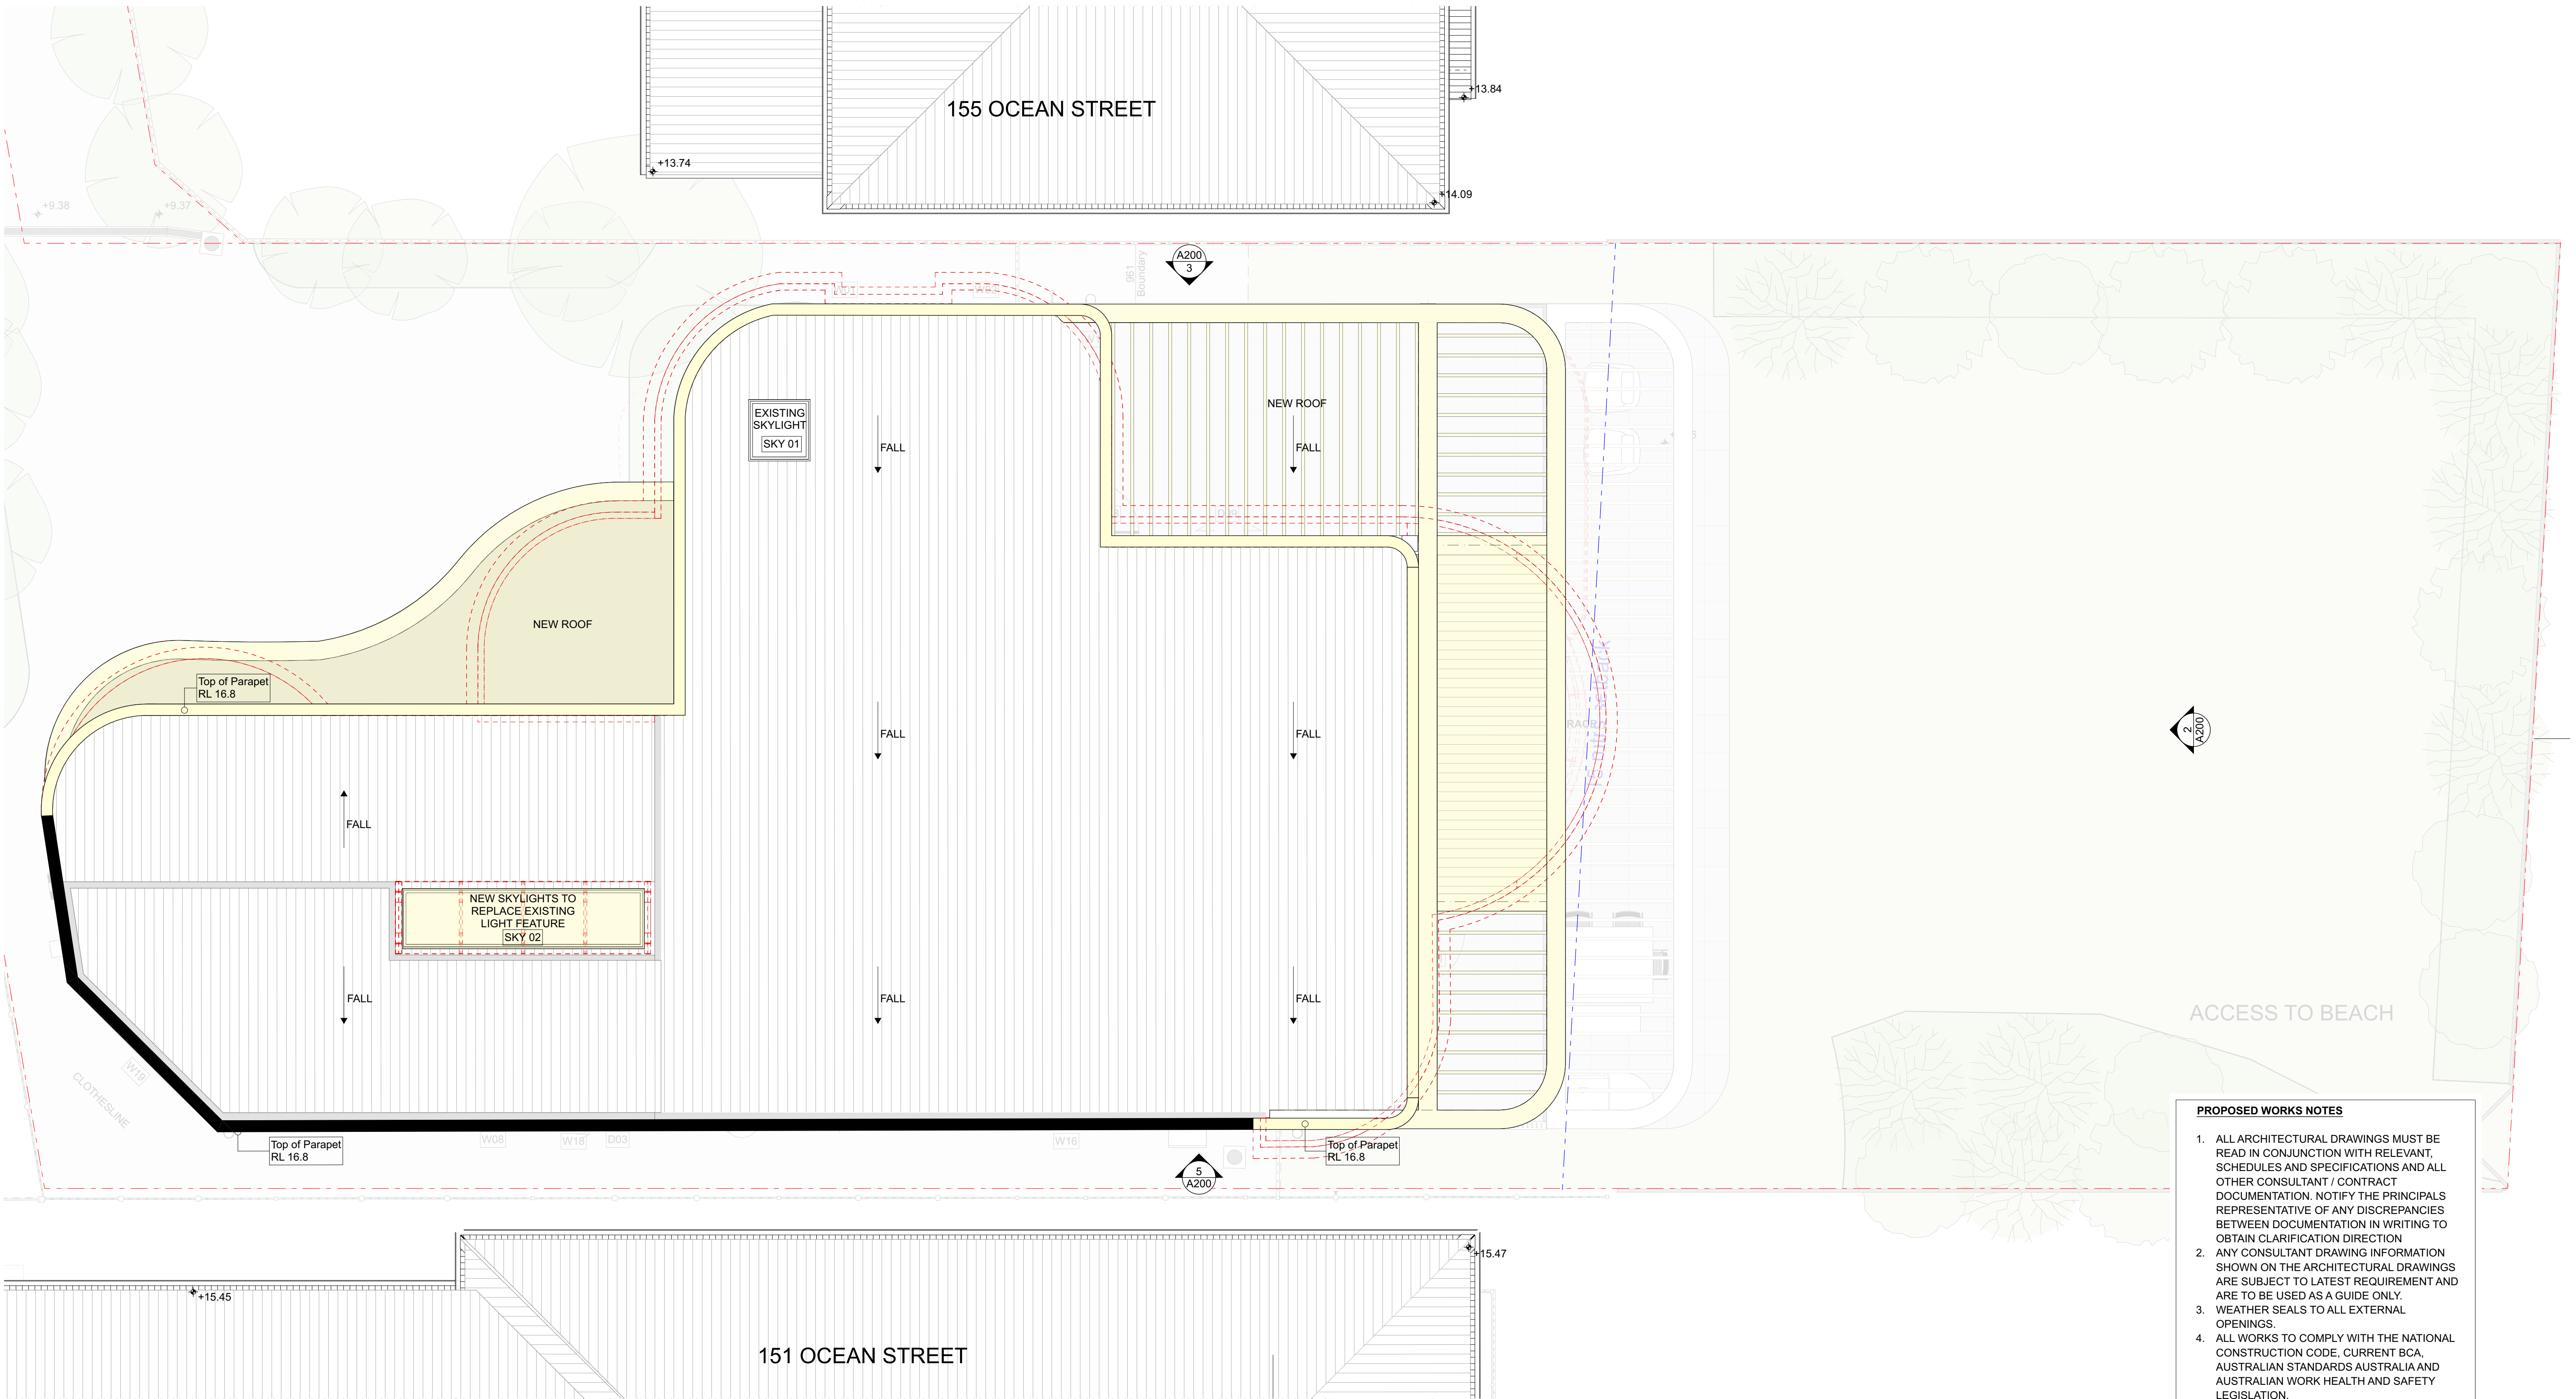 155 OCEAN STREET
+13.84
+13.74
+14.09
+9.38
+9.37
A200
3
961
Boundary
W01
EXISTING
SKYLIGHT
SKY 01
FALL
NEW ROOF
FALL
NEW ROOF
Top of Parapet
RL 16.8
FALL
FALL
2
A200
FALL
NEW SKYLIGHTS TO
REPLACE EXISTING
LIGHT FEATURE
SKY 02
FALL
FALL
FALL
ACCESS TO BEACH
W19
CLOTHESLINE
Top of Parapet
RL 16.8
W08
W18
D03
W16
Top of Parapet
RL 16.8
5
A200
+15.47
+15.45
151 OCEAN STREET
PROPOSED WORKS NOTES
1. ALL ARCHITECTURAL DRAWINGS MUST BE
READ IN CONJUNCTION WITH RELEVANT,
SCHEDULES AND SPECIFICATIONS AND ALL
OTHER CONSULTANT / CONTRACT
DOCUMENTATION. NOTIFY THE PRINCIPALS
REPRESENTATIVE OF ANY DISCREPANCIES
BETWEEN DOCUMENTATION IN WRITING TO
OBTAIN CLARIFICATION DIRECTION
2. ANY CONSULTANT DRAWING INFORMATION
SHOWN ON THE ARCHITECTURAL DRAWINGS
ARE SUBJECT TO LATEST REQUIREMENT AND
ARE TO BE USED AS A GUIDE ONLY.
3. WEATHER SEALS TO ALL EXTERNAL
OPENINGS.
4. ALL WORKS TO COMPLY WITH THE NATIONAL
CONSTRUCTION CODE, CURRENT BCA,
AUSTRALIAN STANDARDS AUSTRALIA AND
AUSTRALIAN WORK HEALTH AND SAFETY
LEGISLATION.